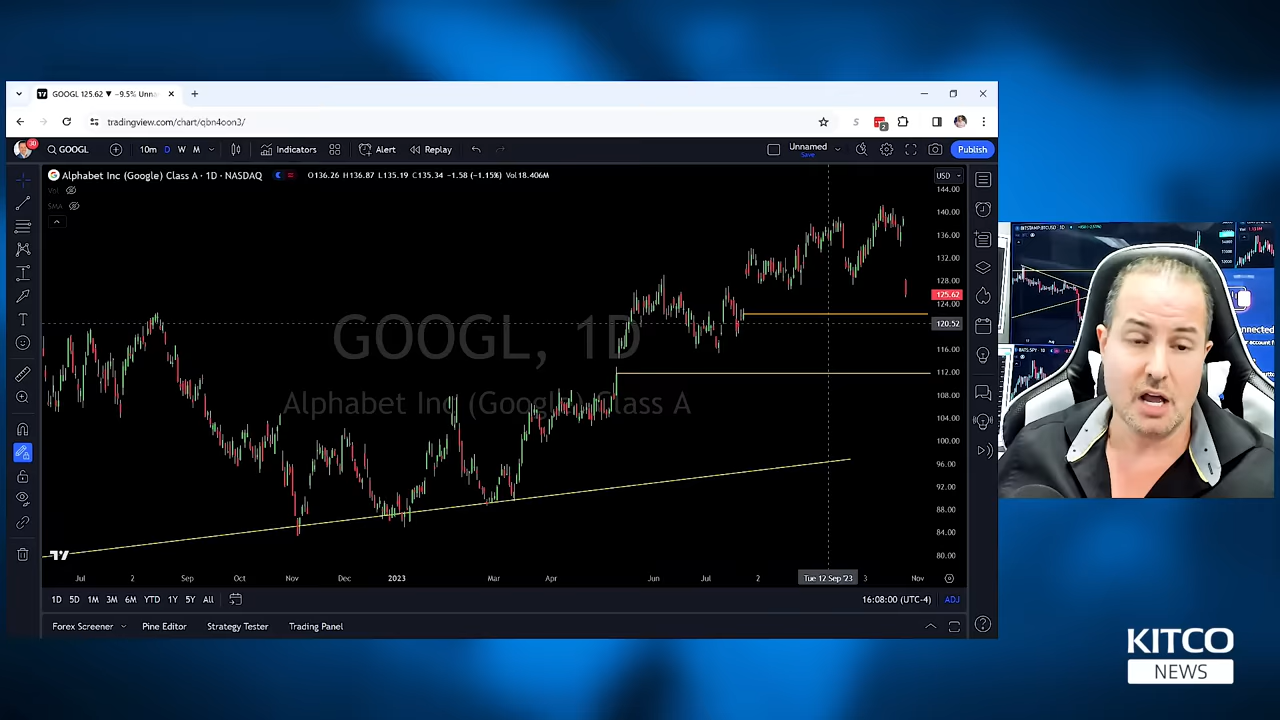 GOOGL 125.62 ▼ −9.5% Unna
tradingview.com/chart/qbn4oon3/
2
30
GOOGL
10m D W M
Indicators
Alert
Replay
Unnamed
Save
Publish
Alphabet Inc (Google) Class A · 1D · NASDAQ
O136.26 H136.87 L135.19 C135.34 −1.58 (−1.15%) Vol18.406M
USD
Vol
SMA
144.00
140.00
136.00
132.00
128.00
125.62
124.00
120.52
116.00
112.00
108.00
104.00
100.00
96.00
92.00
88.00
84.00
80.00
GOOGL, 1D
Alphabet Inc (Google) Class A
Jul 2 Sep Oct Nov Dec 2023 Mar Apr Jun Jul 2 Tue 12 Sep '23 3 Nov
1D 5D 1M 3M 6M YTD 1Y 5Y All
16:08:00 (UTC-4) ADJ
Forex Screener Pine Editor Strategy Tester Trading Panel
KITCO
NEWS